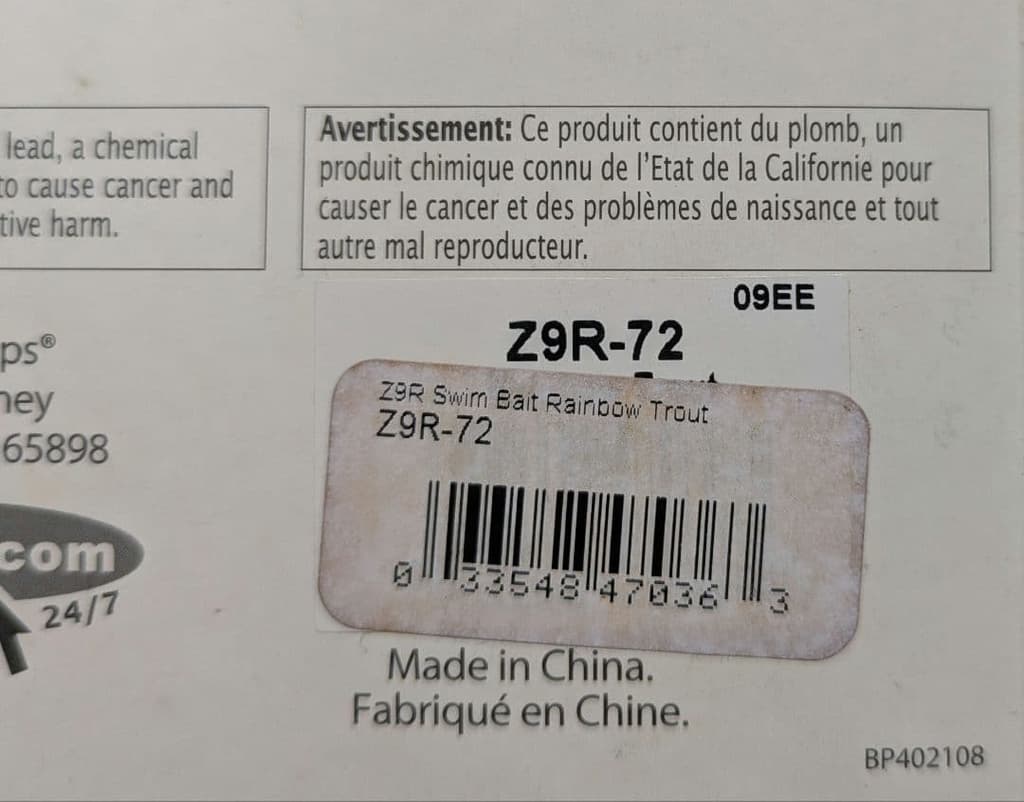 lead, a chemical
to cause cancer and
tive harm.
Avertissement: Ce produit contient du plomb, un
produit chimique connu de l'Etat de la Californie pour
causer le cancer et des problèmes de naissance et tout
autre mal reproducteur.
ps®
ney
65898
com
24/7
09EE
Z9R-72
Z9R Swim Bait Rainbow Trout
Z9R-72
0 33548 47036 3
Made in China.
Fabriqué en Chine.
BP402108